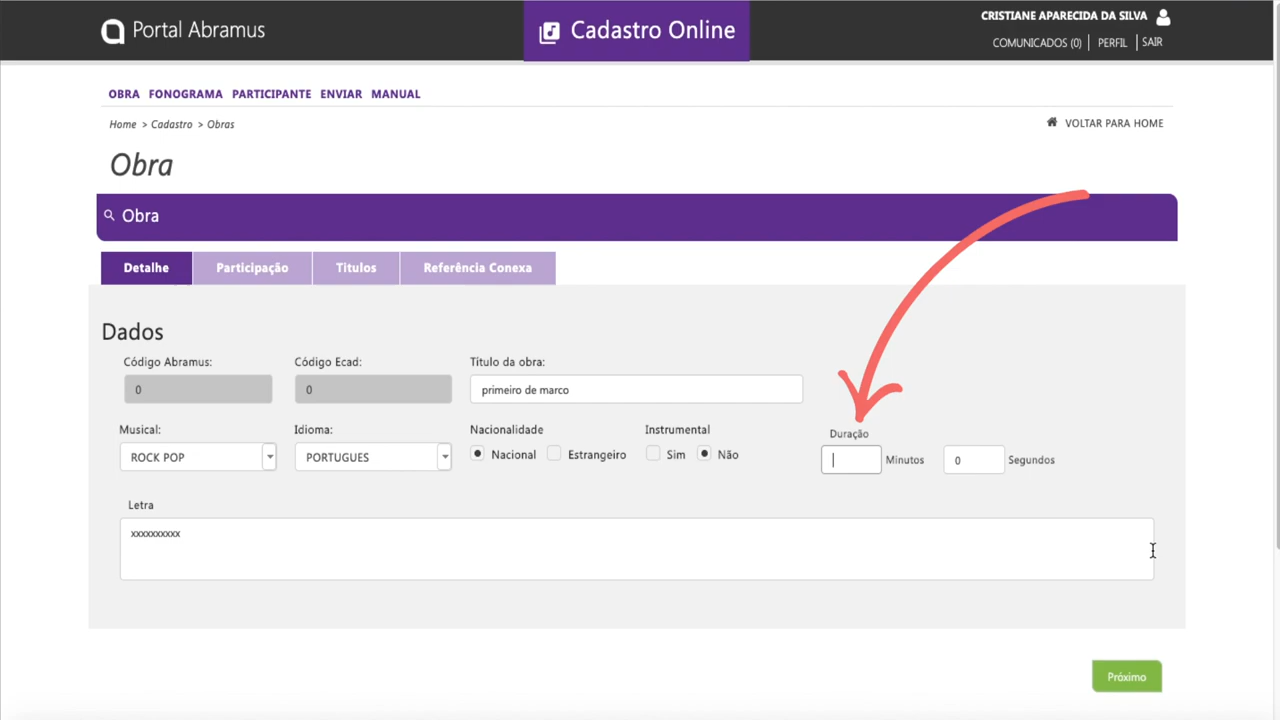 Portal Abramus
Cadastro Online
CRISTIANE APARECIDA DA SILVA
COMUNICADOS (0) PERFIL SAIR
OBRA FONOGRAMA PARTICIPANTE ENVIAR MANUAL
Home > Cadastro > Obras
VOLTAR PARA HOME
Obra
Obra
Detalhe Participação Titulos Referência Conexa
Dados
Código Abramus: Código Ecad: Titulo da obra:
0 0 primeiro de marco
Musical: Idioma: Nacionalidade Instrumental Duração
ROCK POP PORTUGUES Nacional Estrangeiro Sim Não Minutos 0 Segundos
Letra
xxxxxxxxxx
Próximo